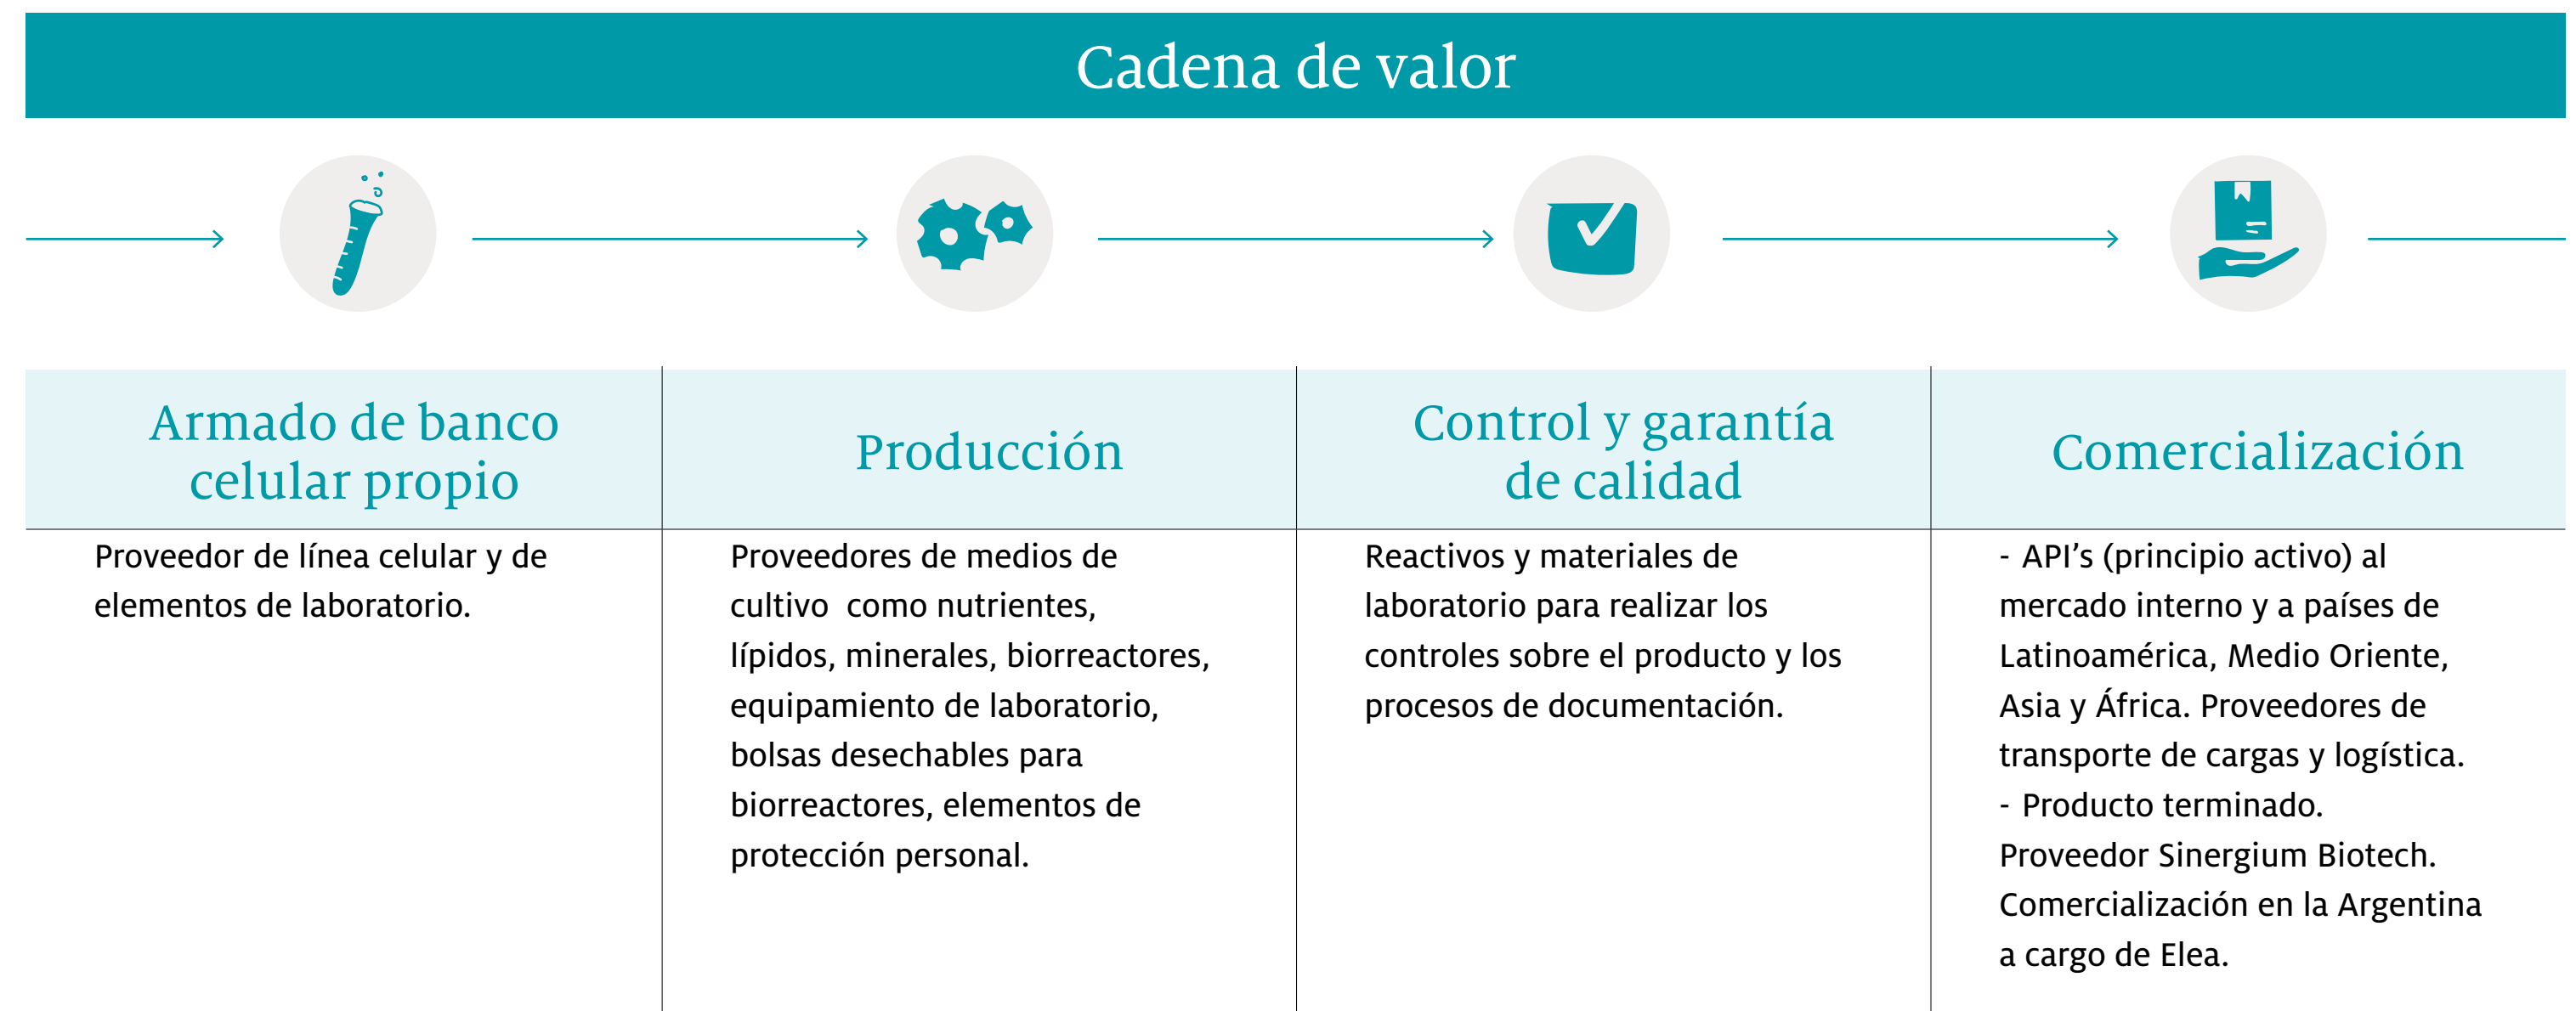 Cadena de valor
Armado de banco
celular propio
Proveedor de línea celular y de
elementos de laboratorio.
Producción
Proveedores de medios de
cultivo  como nutrientes,
lípidos, minerales, biorreactores,
equipamiento de laboratorio,
bolsas desechables para
biorreactores, elementos de
protección personal.
Control y garantía
de calidad
Reactivos y materiales de
laboratorio para realizar los
controles sobre el producto y los
procesos de documentación.
Comercialización
- API’s (principio activo) al
mercado interno y a países de
Latinoamérica, Medio Oriente,
Asia y África. Proveedores de
transporte de cargas y logística.
- Producto terminado.
Proveedor Sinergium Biotech.
Comercialización en la Argentina
a cargo de Elea.